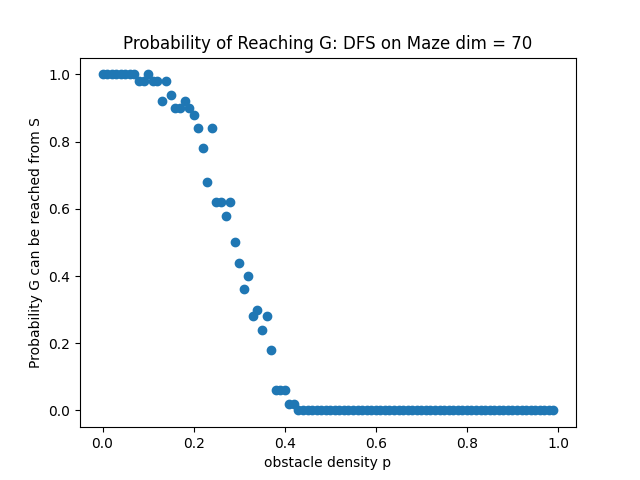 Probability of Reaching G: DFS on Maze dim = 70
Probability G can be reached from S
1.0
0.8
0.6
0.4
0.2
0.0
0.0 0.2 0.4 0.6 0.8 1.0
obstacle density p